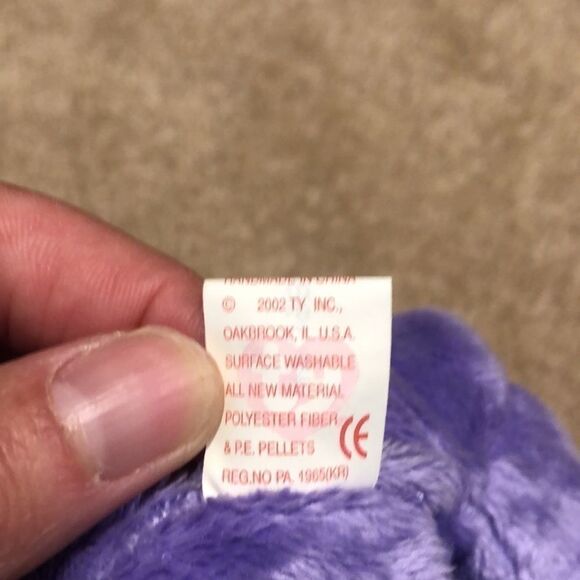 HANDMADE IN CHINA
© 2002 TY INC.,
OAKBROOK, IL. U.S.A.
SURFACE WASHABLE
ALL NEW MATERIAL
POLYESTER FIBER
& P.E. PELLETS CE
REG.NO PA. 1965(KR)